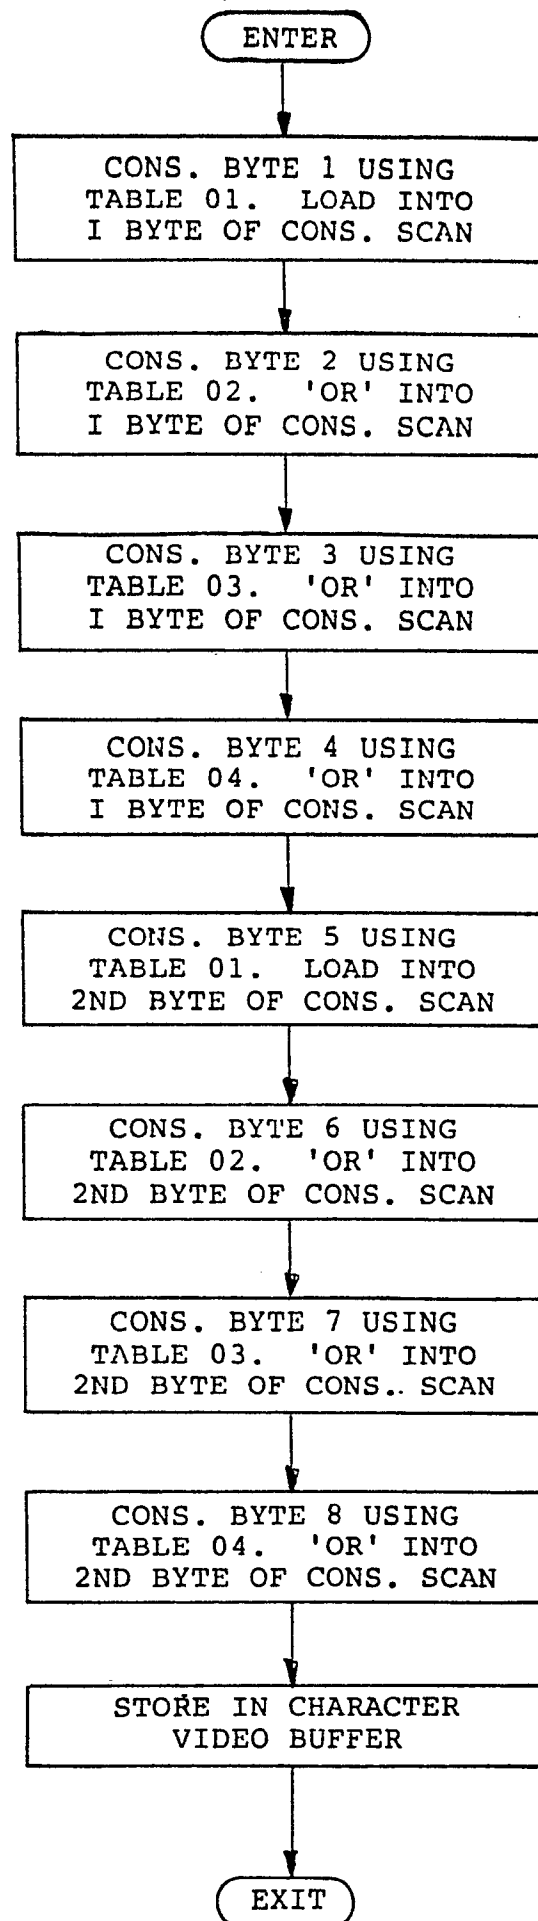 ENTER
CONS. BYTE 1 USING
TABLE 01. LOAD INTO
I BYTE OF CONS. SCAN
CONS. BYTE 2 USING
TABLE 02. 'OR' INTO
I BYTE OF CONS. SCAN
CONS. BYTE 3 USING
TABLE 03. 'OR' INTO
I BYTE OF CONS. SCAN
CONS. BYTE 4 USING
TABLE 04. 'OR' INTO
I BYTE OF CONS. SCAN
CONS. BYTE 5 USING
TABLE 01. LOAD INTO
2ND BYTE OF CONS. SCAN
CONS. BYTE 6 USING
TABLE 02. 'OR' INTO
2ND BYTE OF CONS. SCAN
CONS. BYTE 7 USING
TABLE 03. 'OR' INTO
2ND BYTE OF CONS. SCAN
CONS. BYTE 8 USING
TABLE 04. 'OR' INTO
2ND BYTE OF CONS. SCAN
STORE IN CHARACTER
VIDEO BUFFER
EXIT